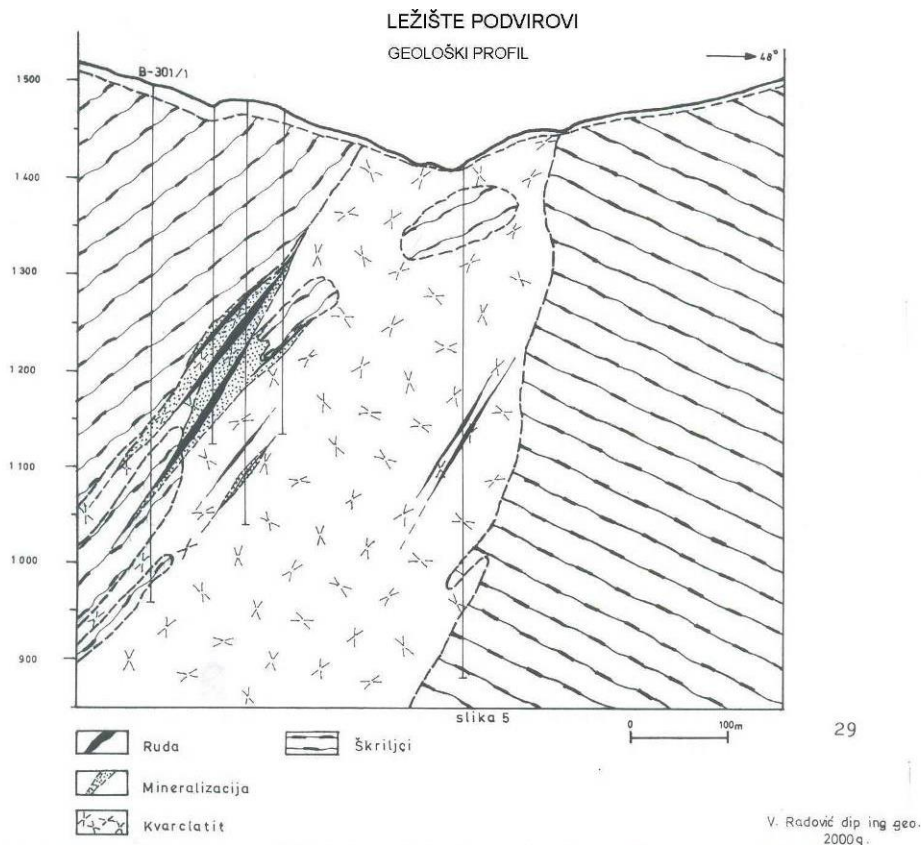 LEŽIŠTE PODVIROVI
GEOLOŠKI PROFIL
48°
B-301/1
1500
1400
1300
1200
1100
1000
900
slika 5
0 100m
29
Ruda
Škriljci
Mineralizacija
Kvarclatit
V. Radović dip ing geo.
2000g.